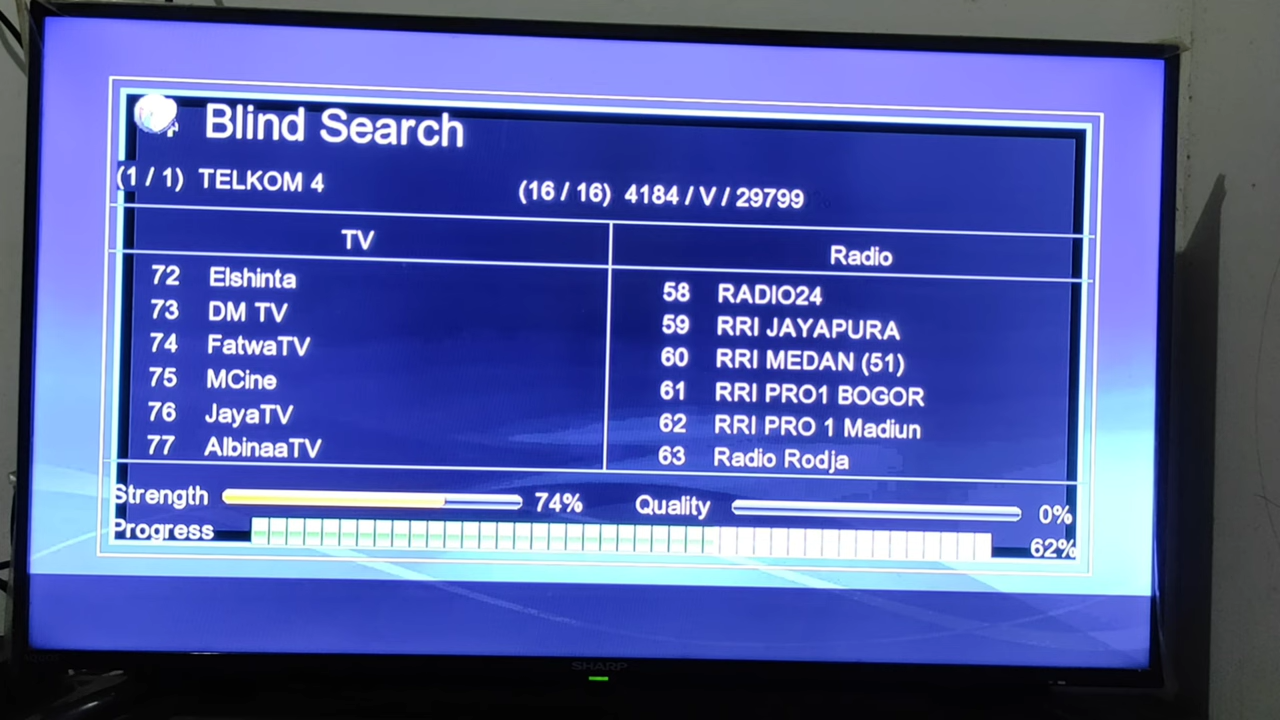 Blind Search
(1 / 1) TELKOM 4 (16 / 16) 4184 / V / 29799
TV Radio
72 Elshinta 58 RADIO24
73 DM TV 59 RRI JAYAPURA
74 FatwaTV 60 RRI MEDAN (51)
75 MCine 61 RRI PRO1 BOGOR
76 JayaTV 62 RRI PRO 1 Madiun
77 AlbinaaTV 63 Radio Rodja
Strength 74% Quality 0%
Progress 62%
SHARP